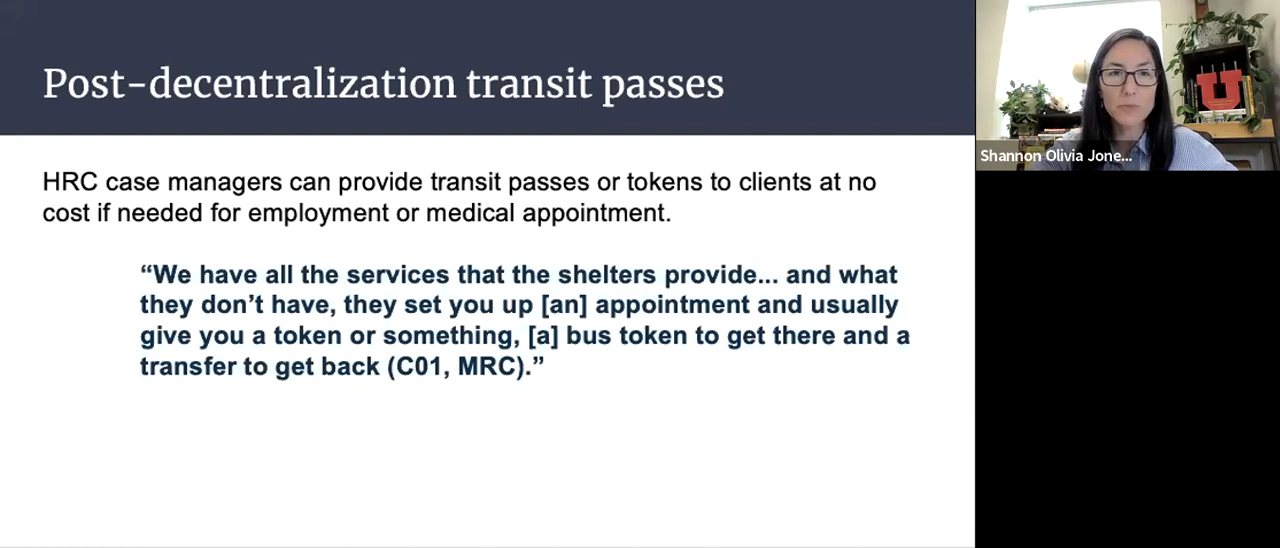 Post-decentralization transit passes
HRC case managers can provide transit passes or tokens to clients at no
cost if needed for employment or medical appointment.
“We have all the services that the shelters provide... and what
they don’t have, they set you up [an] appointment and usually
give you a token or something, [a] bus token to get there and a
transfer to get back (C01, MRC).”
Shannon Olivia Jone...
U